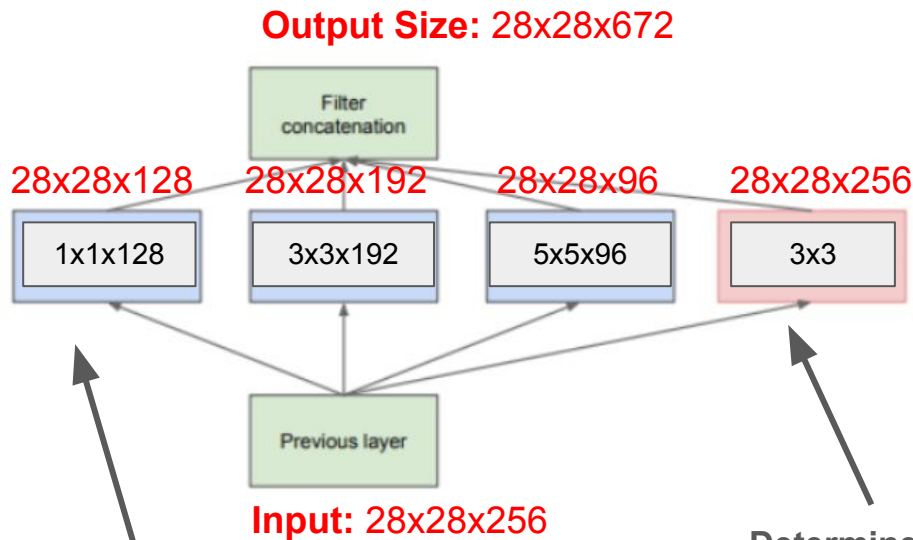 Output Size: 28x28x672
Filter
concatenation
28x28x128 28x28x192 28x28x96 28x28x256
1x1x128 3x3x192 5x5x96 3x3
Previous layer
Input: 28x28x256